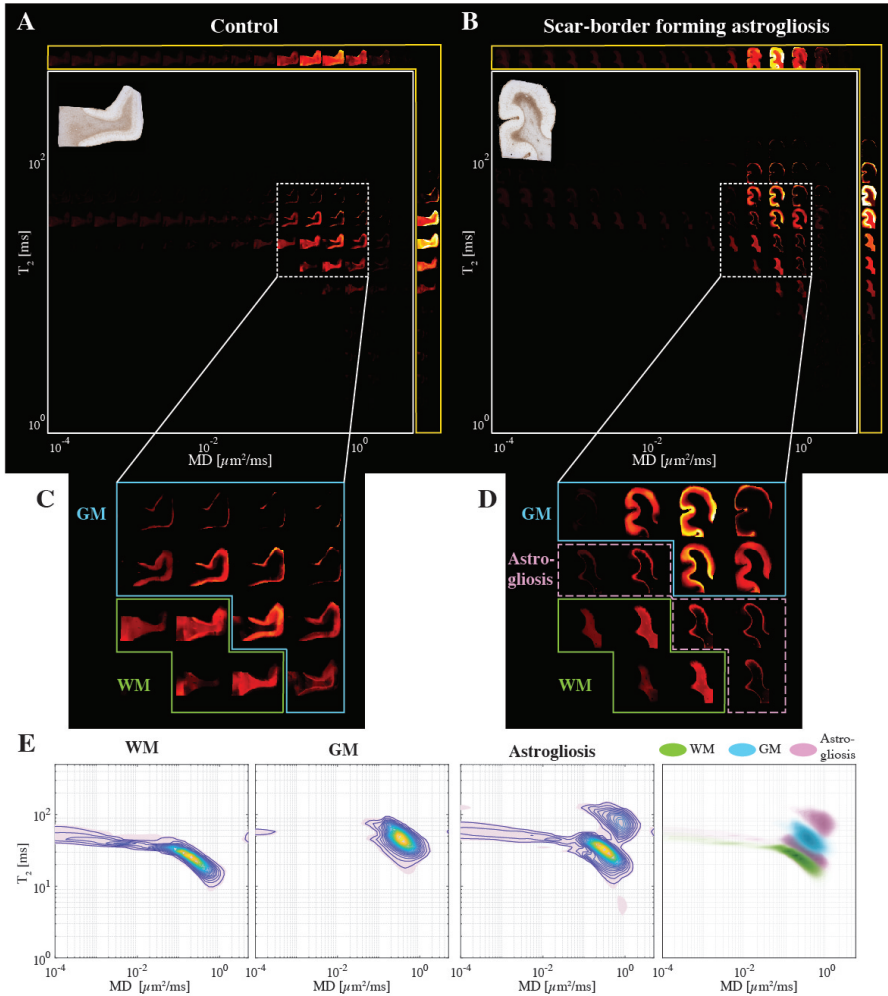 A
Control
B
Scar-border forming astrogliosis
10²
10²
T₂ [ms]
T₂ [ms]
10⁰
10⁰
10⁻⁴
10⁻²
10⁰
10⁻⁴
10⁻²
10⁰
MD [μm²/ms]
MD [μm²/ms]
C
GM
WM
D
GM
Astro-
gliosis
WM
E
WM
GM
Astrogliosis
WM
GM
Astro-
gliosis
10²
10¹
10⁰
T₂ [ms]
10⁻⁴
10⁻²
10⁰
10⁻⁴
10⁻²
10⁰
10⁻⁴
10⁻²
10⁰
10⁻⁴
10⁻²
10⁰
MD [μm²/ms]
MD [μm²/ms]
MD [μm²/ms]
MD [μm²/ms]